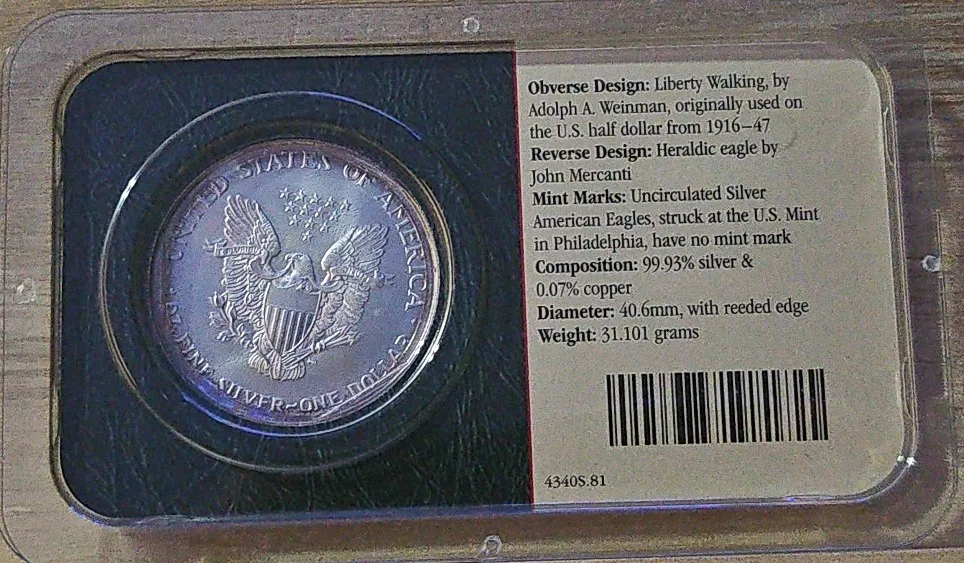 UNITED STATES OF AMERICA
FINE SILVER~ONE DOLLAR
Obverse Design: Liberty Walking, by
Adolph A. Weinman, originally used on
the U.S. half dollar from 1916–47
Reverse Design: Heraldic eagle by
John Mercanti
Mint Marks: Uncirculated Silver
American Eagles, struck at the U.S. Mint
in Philadelphia, have no mint mark
Composition: 99.93% silver &
0.07% copper
Diameter: 40.6mm, with reeded edge
Weight: 31.101 grams
4340S.81